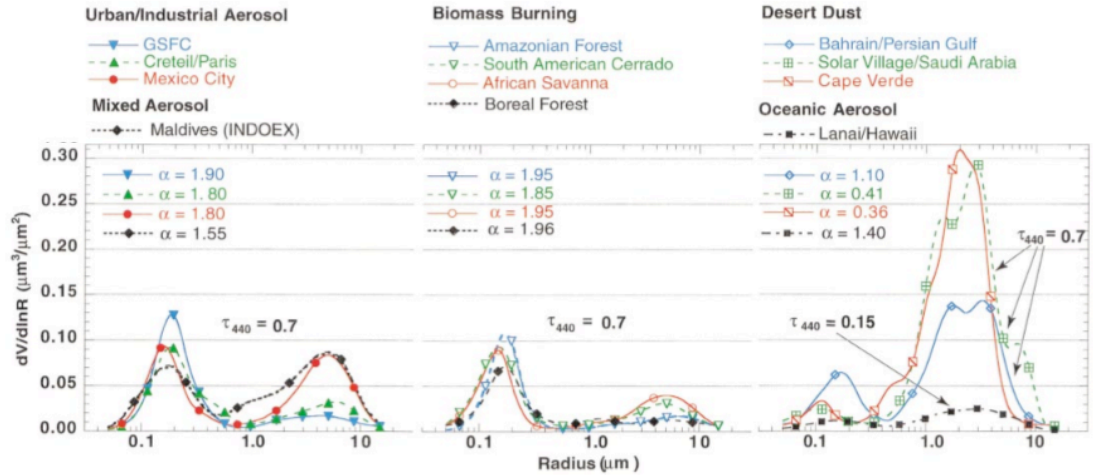 Urban/Industrial Aerosol
GSFC
Creteil/Paris
Mexico City
Mixed Aerosol
Maldives (INDOEX)
Biomass Burning
Amazonian Forest
South American Cerrado
African Savanna
Boreal Forest
Desert Dust
Bahrain/Persian Gulf
Solar Village/Saudi Arabia
Cape Verde
Oceanic Aerosol
Lanai/Hawaii
dV/dlnR (μm³/μm²)
0.30
0.25
0.20
0.15
0.10
0.05
0.00
α = 1.90
α = 1.80
α = 1.80
α = 1.55
τ440 = 0.7
0.1
1.0
10
α = 1.95
α = 1.85
α = 1.95
α = 1.96
τ440 = 0.7
0.1
1.0
10
α = 1.10
α = 0.41
α = 0.36
α = 1.40
τ440 = 0.7
τ440 = 0.15
0.1
1.0
10
Radius (μm)